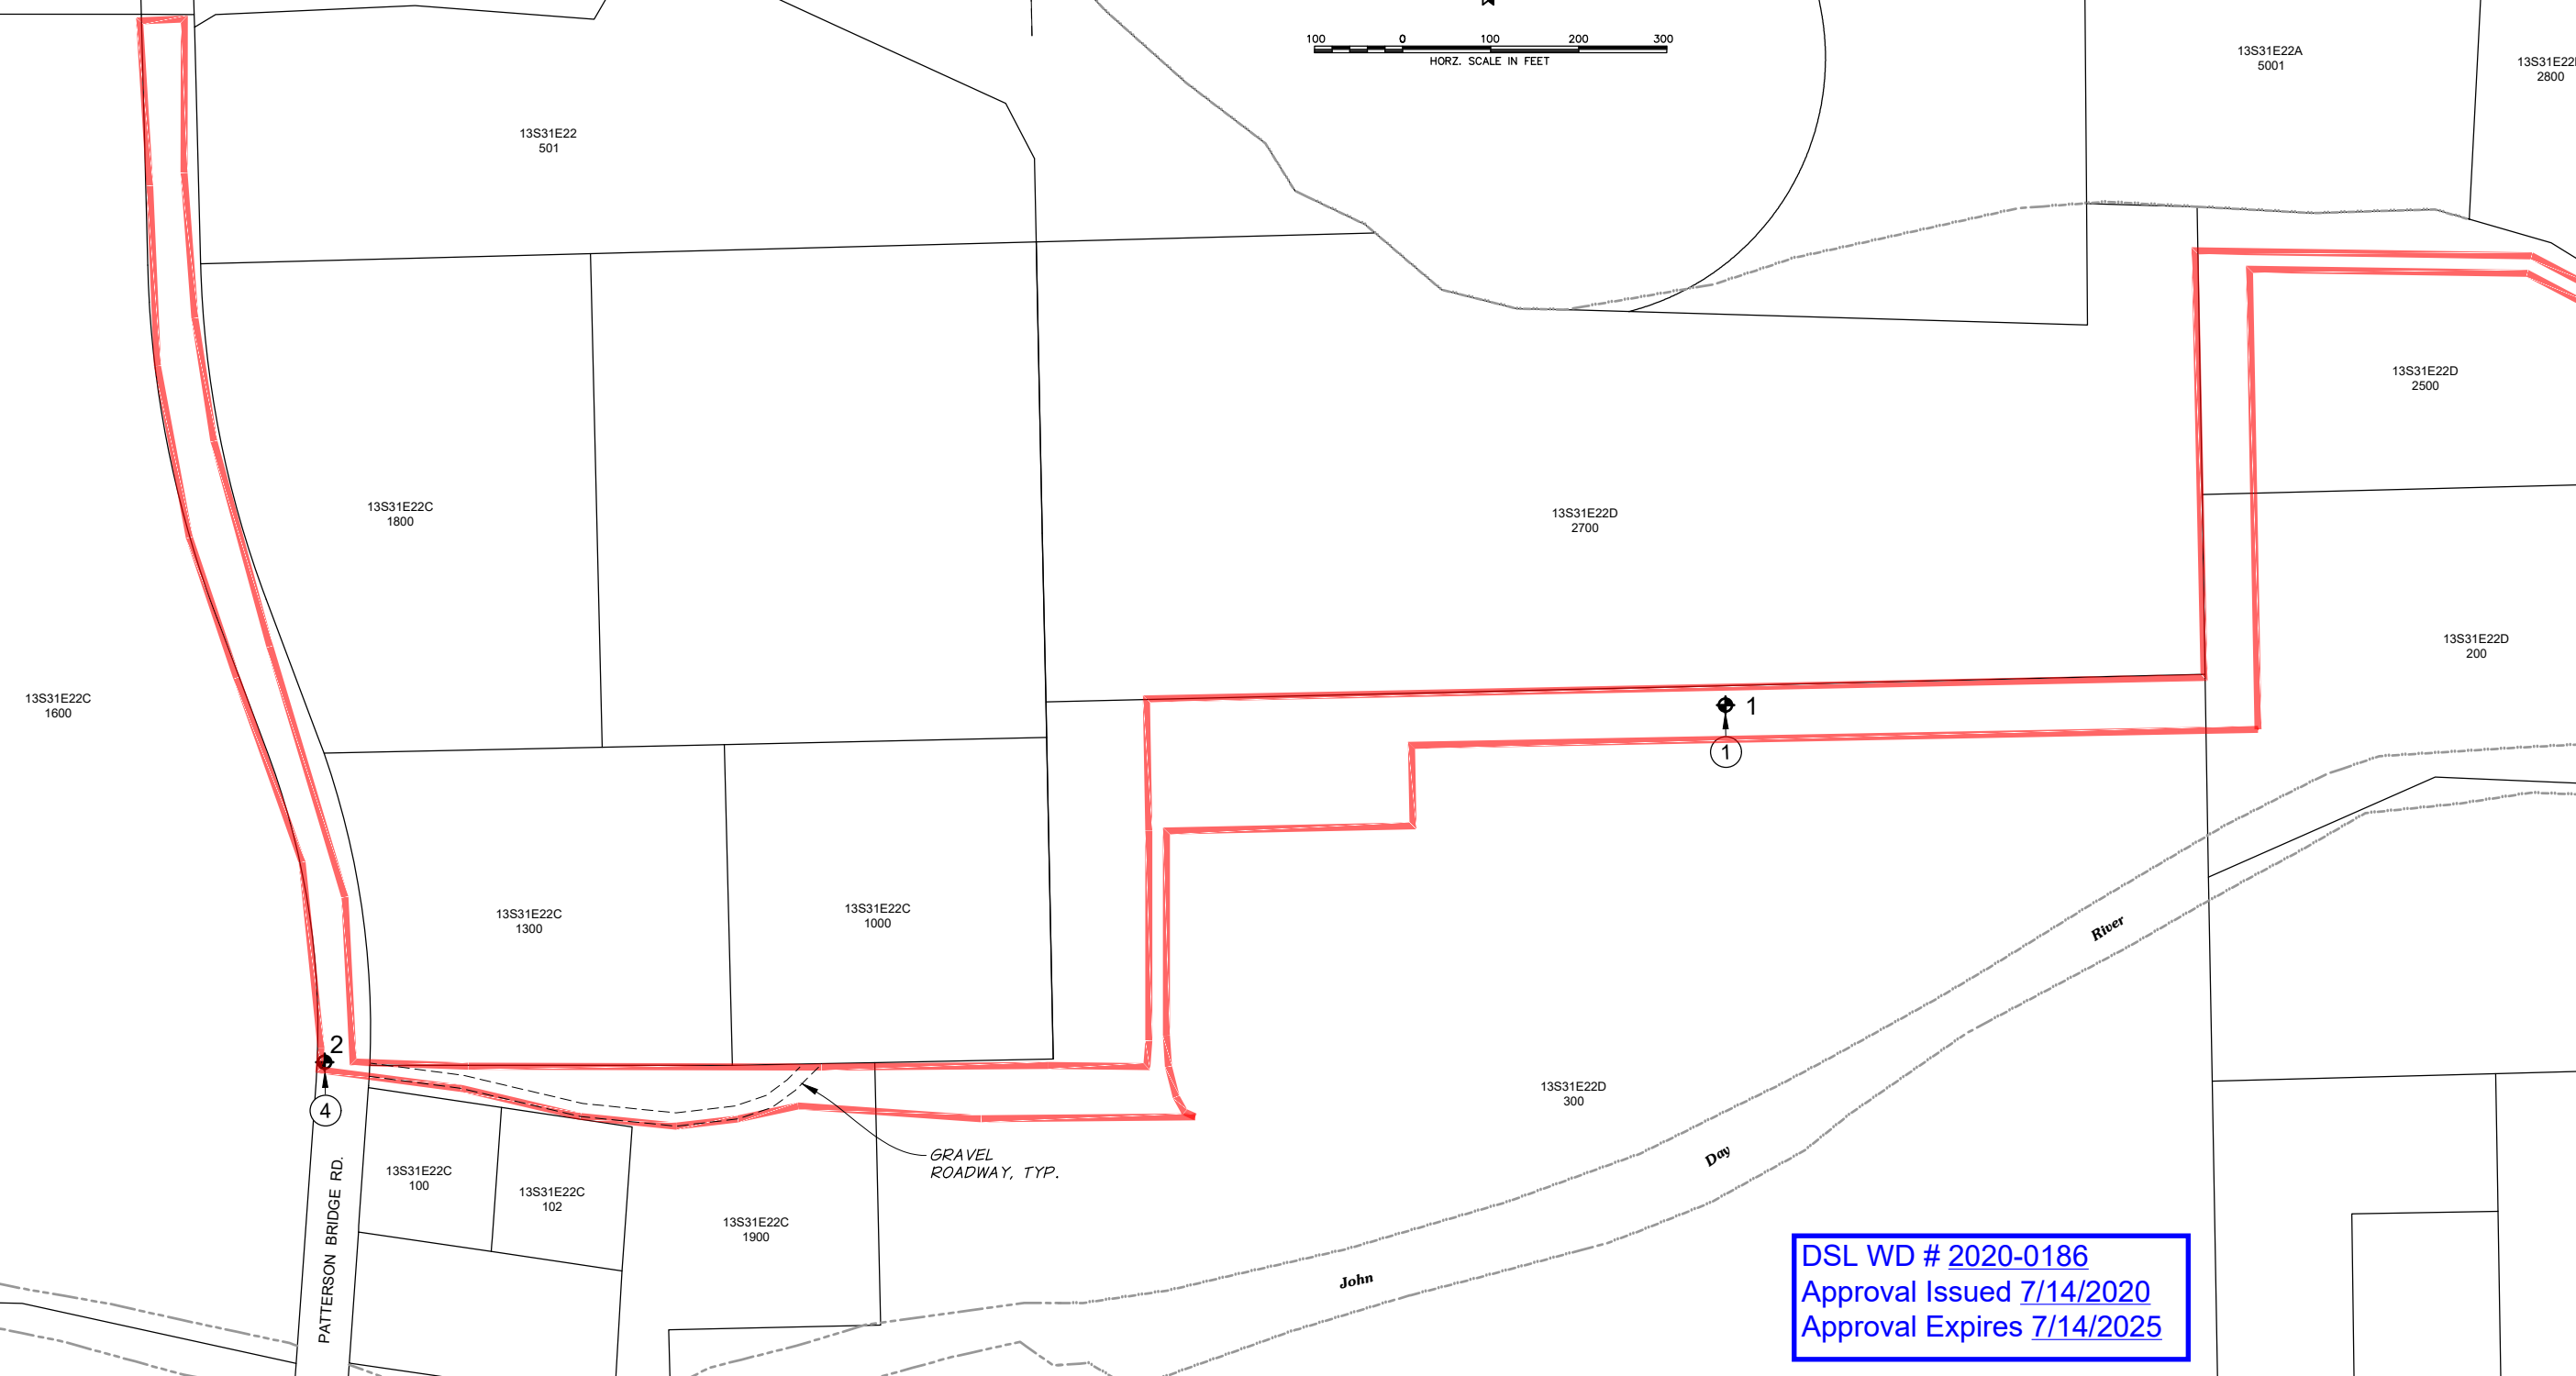 100 0 100 200 300
HORZ. SCALE IN FEET
13S31E22A
5001
13S31E22
2800
13S31E22
501
13S31E22D
2500
13S31E22C
1800
13S31E22D
2700
13S31E22D
200
13S31E22C
1600
1
1
13S31E22C
1300
13S31E22C
1000
River
2
4
13S31E22D
300
GRAVEL
ROADWAY, TYP.
Day
13S31E22C
100
13S31E22C
102
13S31E22C
1900
PATTERSON BRIDGE RD.
John
DSL WD # 2020-0186
Approval Issued 7/14/2020
Approval Expires 7/14/2025